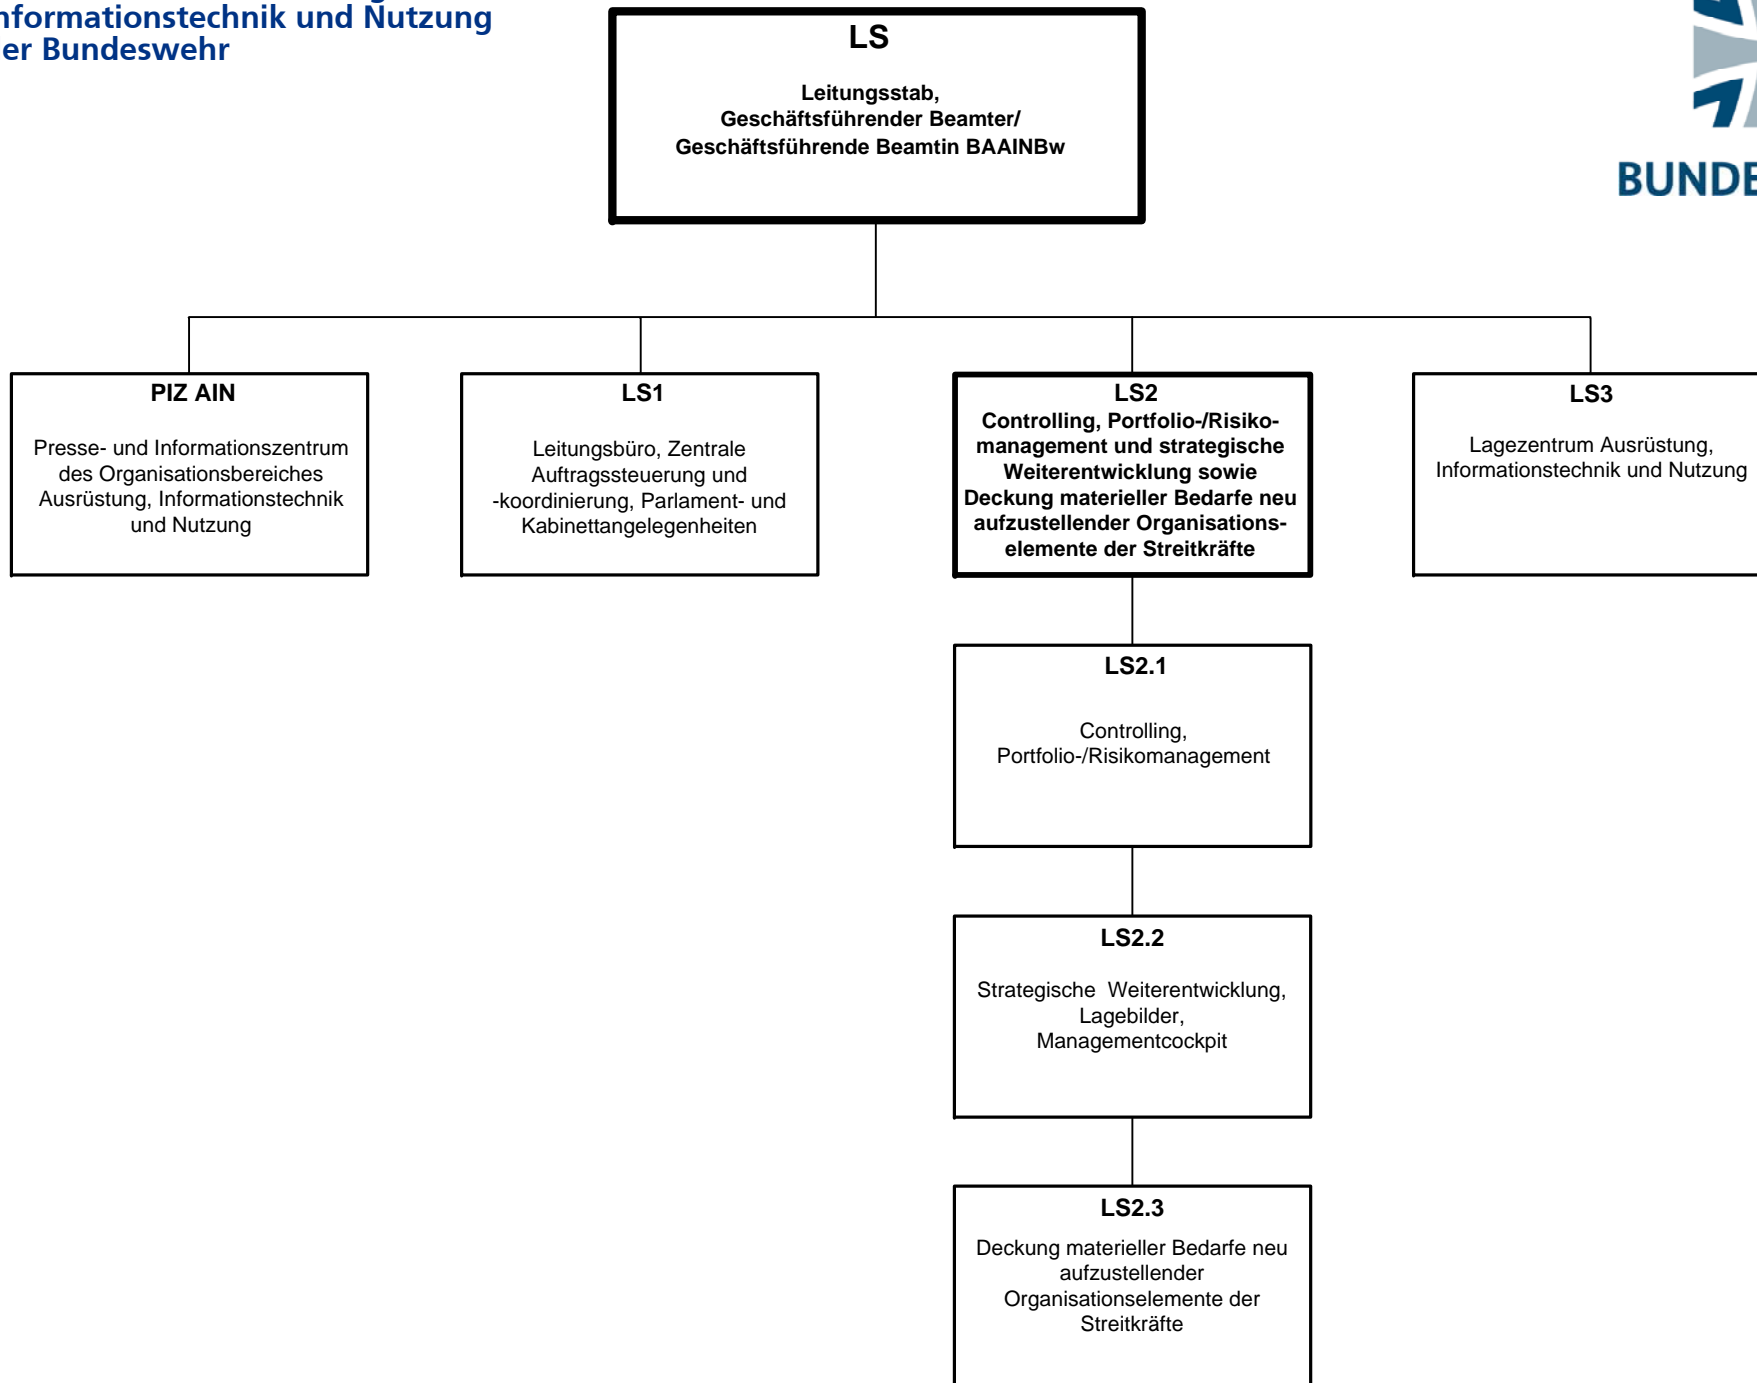 nformationstechnik und Nutzung
er Bundeswehr
LS
Leitungsstab,
Geschäftsführender Beamter/
Geschäftsführende Beamtin BAAINBw
BUNDE
PIZ AIN
Presse- und Informationszentrum
des Organisationsbereiches
Ausrüstung, Informationstechnik
und Nutzung
LS1
Leitungsbüro, Zentrale
Auftragssteuerung und
-koordinierung, Parlament- und
Kabinettangelegenheiten
LS2
Controlling, Portfolio-/Risiko-
management und strategische
Weiterentwicklung sowie
Deckung materieller Bedarfe neu
aufzustellender Organisations-
elemente der Streitkräfte
LS3
Lagezentrum Ausrüstung,
Informationstechnik und Nutzung
LS2.1
Controlling,
Portfolio-/Risikomanagement
LS2.2
Strategische  Weiterentwicklung,
Lagebilder,
Managementcockpit
LS2.3
Deckung materieller Bedarfe neu
aufzustellender
Organisationselemente der
Streitkräfte